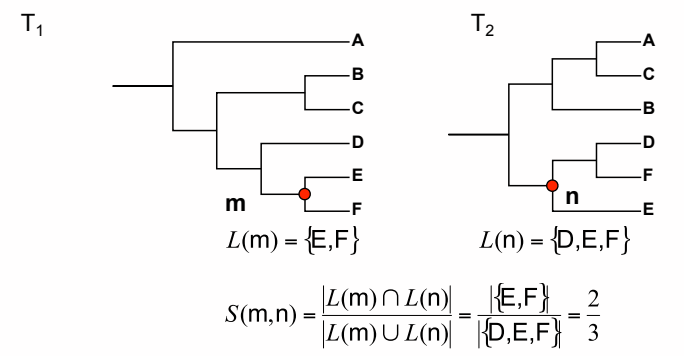 T₁ T₂
A A
B C
C B
D D
E F
F E
m n
L(m) = {E,F} L(n) = {D,E,F}
S(m,n) = |L(m) ∩ L(n)| / |L(m) ∪ L(n)| = |{E,F}| / |{D,E,F}| = 2/3